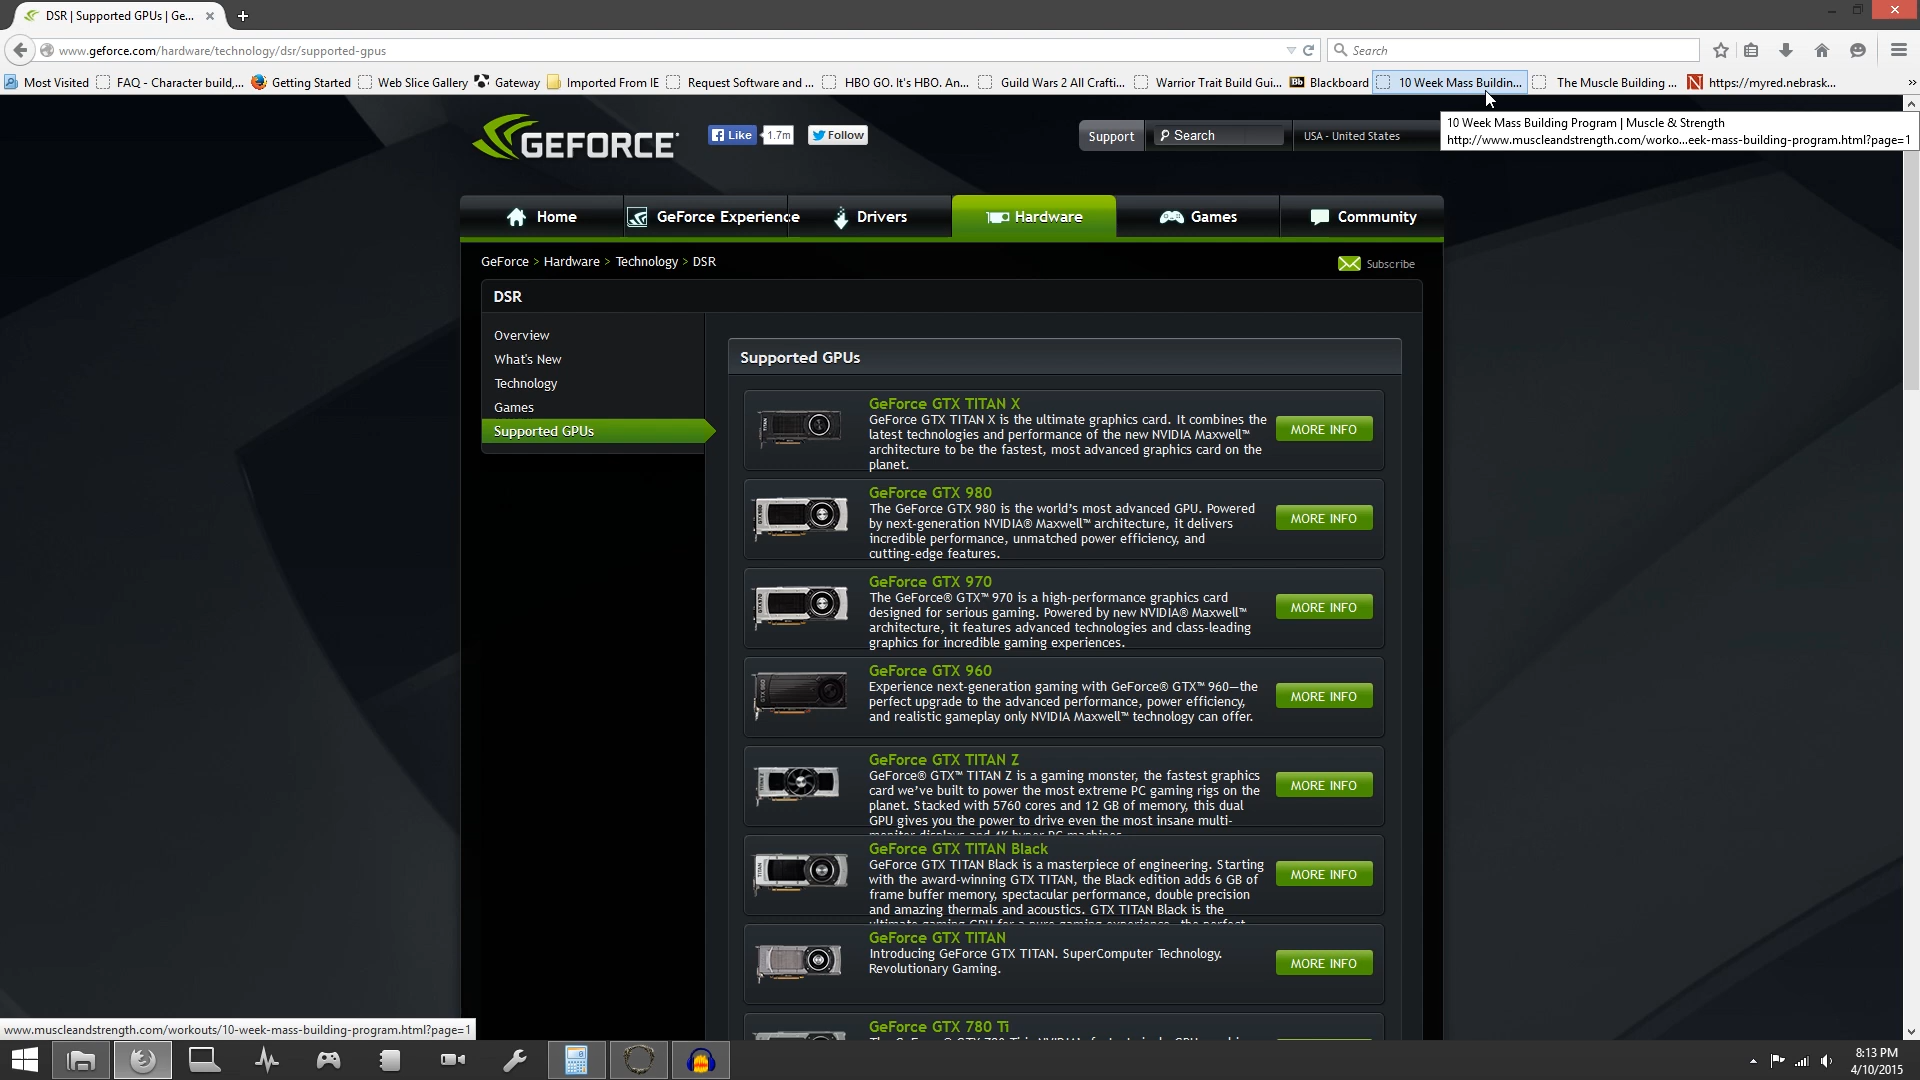 DSR | Supported GPUs | Ge...
www.geforce.com/hardware/technology/dsr/supported-gpus
Search
Most Visited
FAQ - Character build,...
Getting Started
Web Slice Gallery
Gateway
Imported From IE
Request Software and ...
HBO GO. It's HBO. An...
Guild Wars 2 All Crafti...
Warrior Trait Build Gui...
Bb Blackboard
10 Week Mass Buildin...
The Muscle Building ...
https://myred.nebrask...
10 Week Mass Building Program | Muscle & Strength
http://www.muscleandstrength.com/worko...eek-mass-building-program.html?page=1
GEFORCE
Like
1.7m
Follow
Support
Search
USA - United States
Home
GeForce Experience
Drivers
Hardware
Games
Community
GeForce > Hardware > Technology > DSR
Subscribe
DSR
Overview
What's New
Technology
Games
Supported GPUs
Supported GPUs
GeForce GTX TITAN X
GeForce GTX TITAN X is the ultimate graphics card. It combines the
latest technologies and performance of the new NVIDIA Maxwell™
architecture to be the fastest, most advanced graphics card on the
planet.
MORE INFO
GeForce GTX 980
The GeForce GTX 980 is the world's most advanced GPU. Powered
by next-generation NVIDIA® Maxwell™ architecture, it delivers
incredible performance, unmatched power efficiency, and
cutting-edge features.
MORE INFO
GeForce GTX 970
The GeForce® GTX™ 970 is a high-performance graphics card
designed for serious gaming. Powered by new NVIDIA® Maxwell™
architecture, it features advanced technologies and class-leading
graphics for incredible gaming experiences.
MORE INFO
GeForce GTX 960
Experience next-generation gaming with GeForce® GTX™ 960—the
perfect upgrade to the advanced performance, power efficiency,
and realistic gameplay only NVIDIA Maxwell™ technology can offer.
MORE INFO
GeForce GTX TITAN Z
GeForce® GTX™ TITAN Z is a gaming monster, the fastest graphics
card we've built to power the most extreme PC gaming rigs on the
planet. Stacked with 5760 cores and 12 GB of memory, this dual
GPU gives you the power to drive even the most insane multi-
monitor displays and 4K hyper PC machines.
MORE INFO
GeForce GTX TITAN Black
GeForce GTX TITAN Black is a masterpiece of engineering. Starting
with the award-winning GTX TITAN, the Black edition adds 6 GB of
frame buffer memory, spectacular performance, double precision
and amazing thermals and acoustics. GTX TITAN Black is the
ultimate gaming GPU for a pure gaming experience
MORE INFO
GeForce GTX TITAN
Introducing GeForce GTX TITAN. SuperComputer Technology.
Revolutionary Gaming.
MORE INFO
GeForce GTX 780 Ti
www.muscleandstrength.com/workouts/10-week-mass-building-program.html?page=1
8:13 PM
4/10/2015